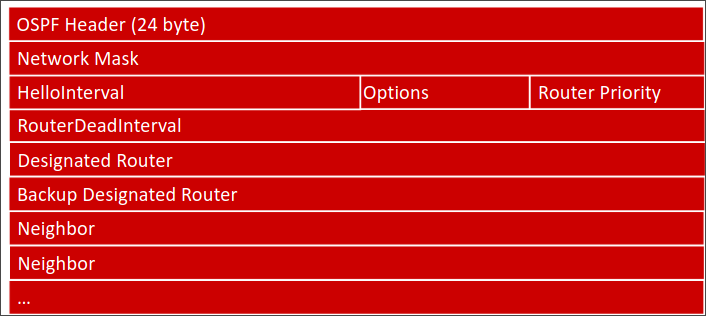 OSPF Header (24 byte)
Network Mask
HelloInterval Options Router Priority
RouterDeadInterval
Designated Router
Backup Designated Router
Neighbor
Neighbor
...